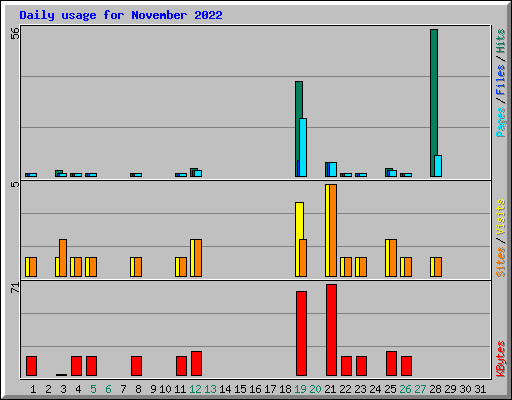 Daily usage for November 2022
56
5
71
Pages / Files / Hits
Sites / Visits
KBytes
1 2 3 4 5 6 7 8 9 10 11 12 13 14 15 16 17 18 19 20 21 22 23 24 25 26 27 28 29 30 31